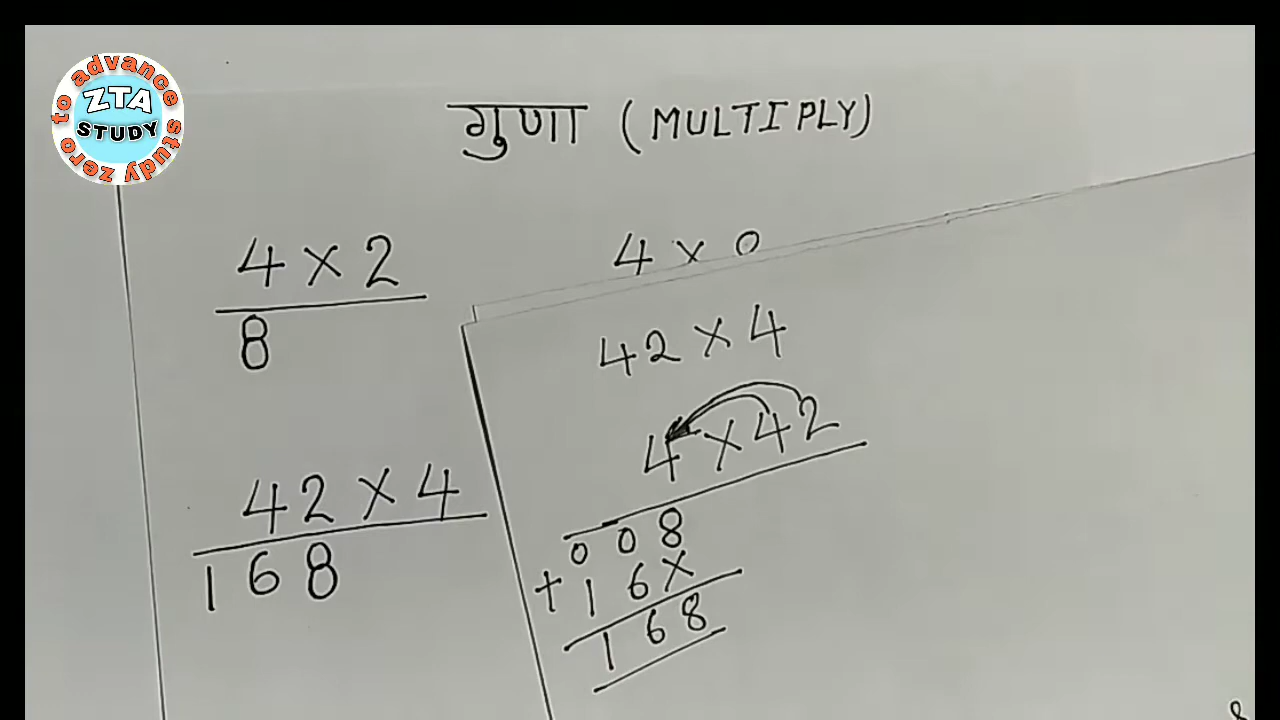 zero to advance study
ZTA
STUDY
गुणा (MULTIPLY)
4 × 2
8
4 ×
42 × 4
168
42 × 4
4 × 42
008
+ 16×
168